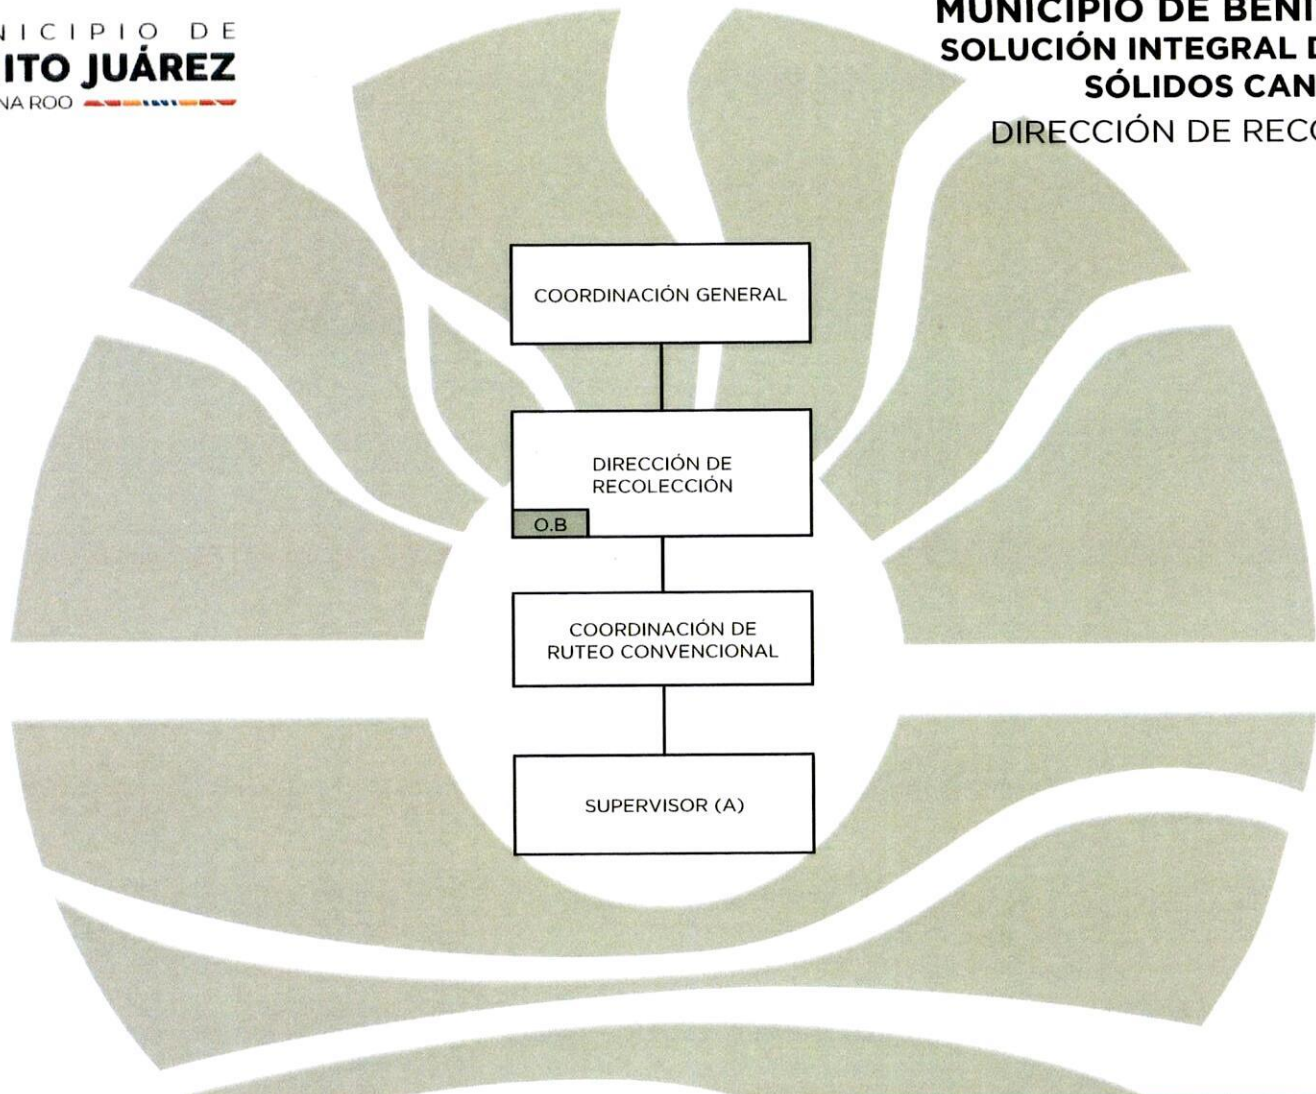 NICIPIO DE
ITO JUÁREZ
NA ROO
MUNICIPIO DE BENI
SOLUCIÓN INTEGRAL D
SÓLIDOS CAN
DIRECCIÓN DE RECO
COORDINACIÓN GENERAL
DIRECCIÓN DE
RECOLECCIÓN
O.B
COORDINACIÓN DE
RUTEO CONVENCIONAL
SUPERVISOR (A)